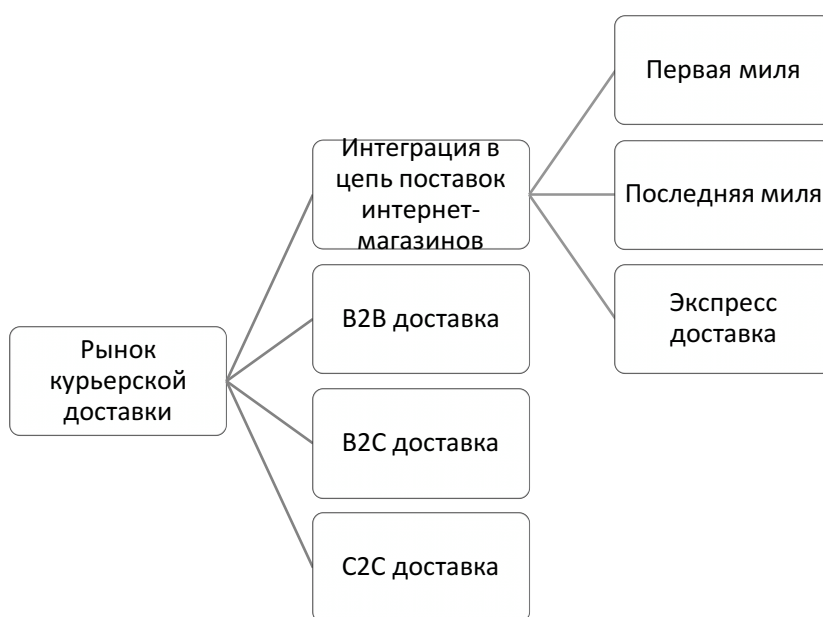 Рынок
курьерской
доставки
Интеграция в
цепь поставок
интернет-
магазинов
B2B доставка
B2C доставка
C2C доставка
Первая миля
Последняя миля
Экспресс
доставка